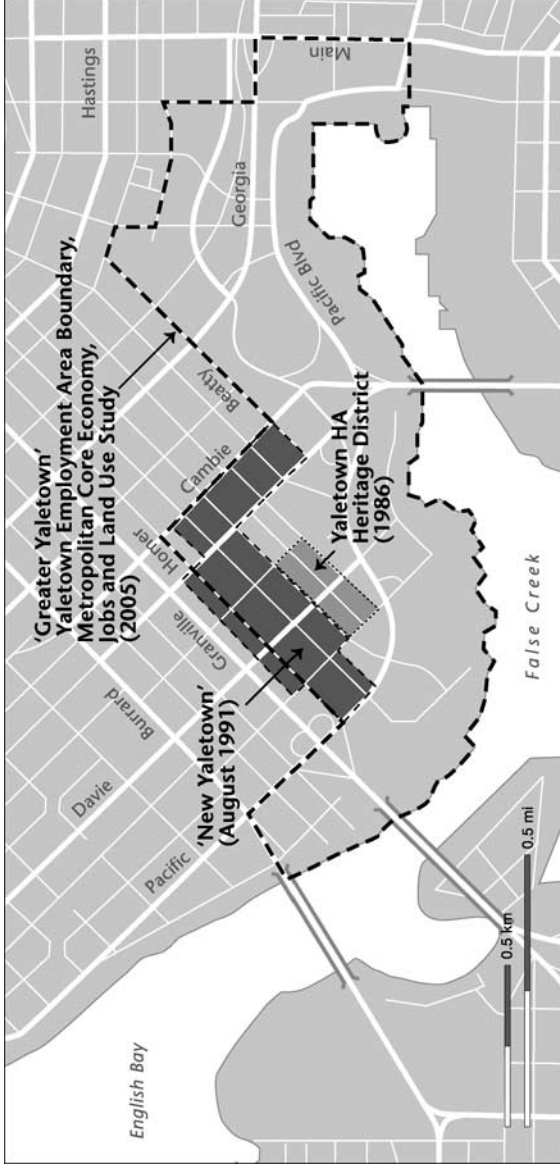 'Greater Yaletown'
Yaletown Employment Area Boundary,
Metropolitan Core Economy,
Jobs and Land Use Study
(2005)
Hastings
Main
Georgia
Pacific Blvd
Beatty
Cambie
Homer
Granville
Burrard
Davie
Pacific
'New Yaletown'
(August 1991)
Yaletown HA
Heritage District
(1986)
English Bay
False Creek
0.5 km
0.5 mi